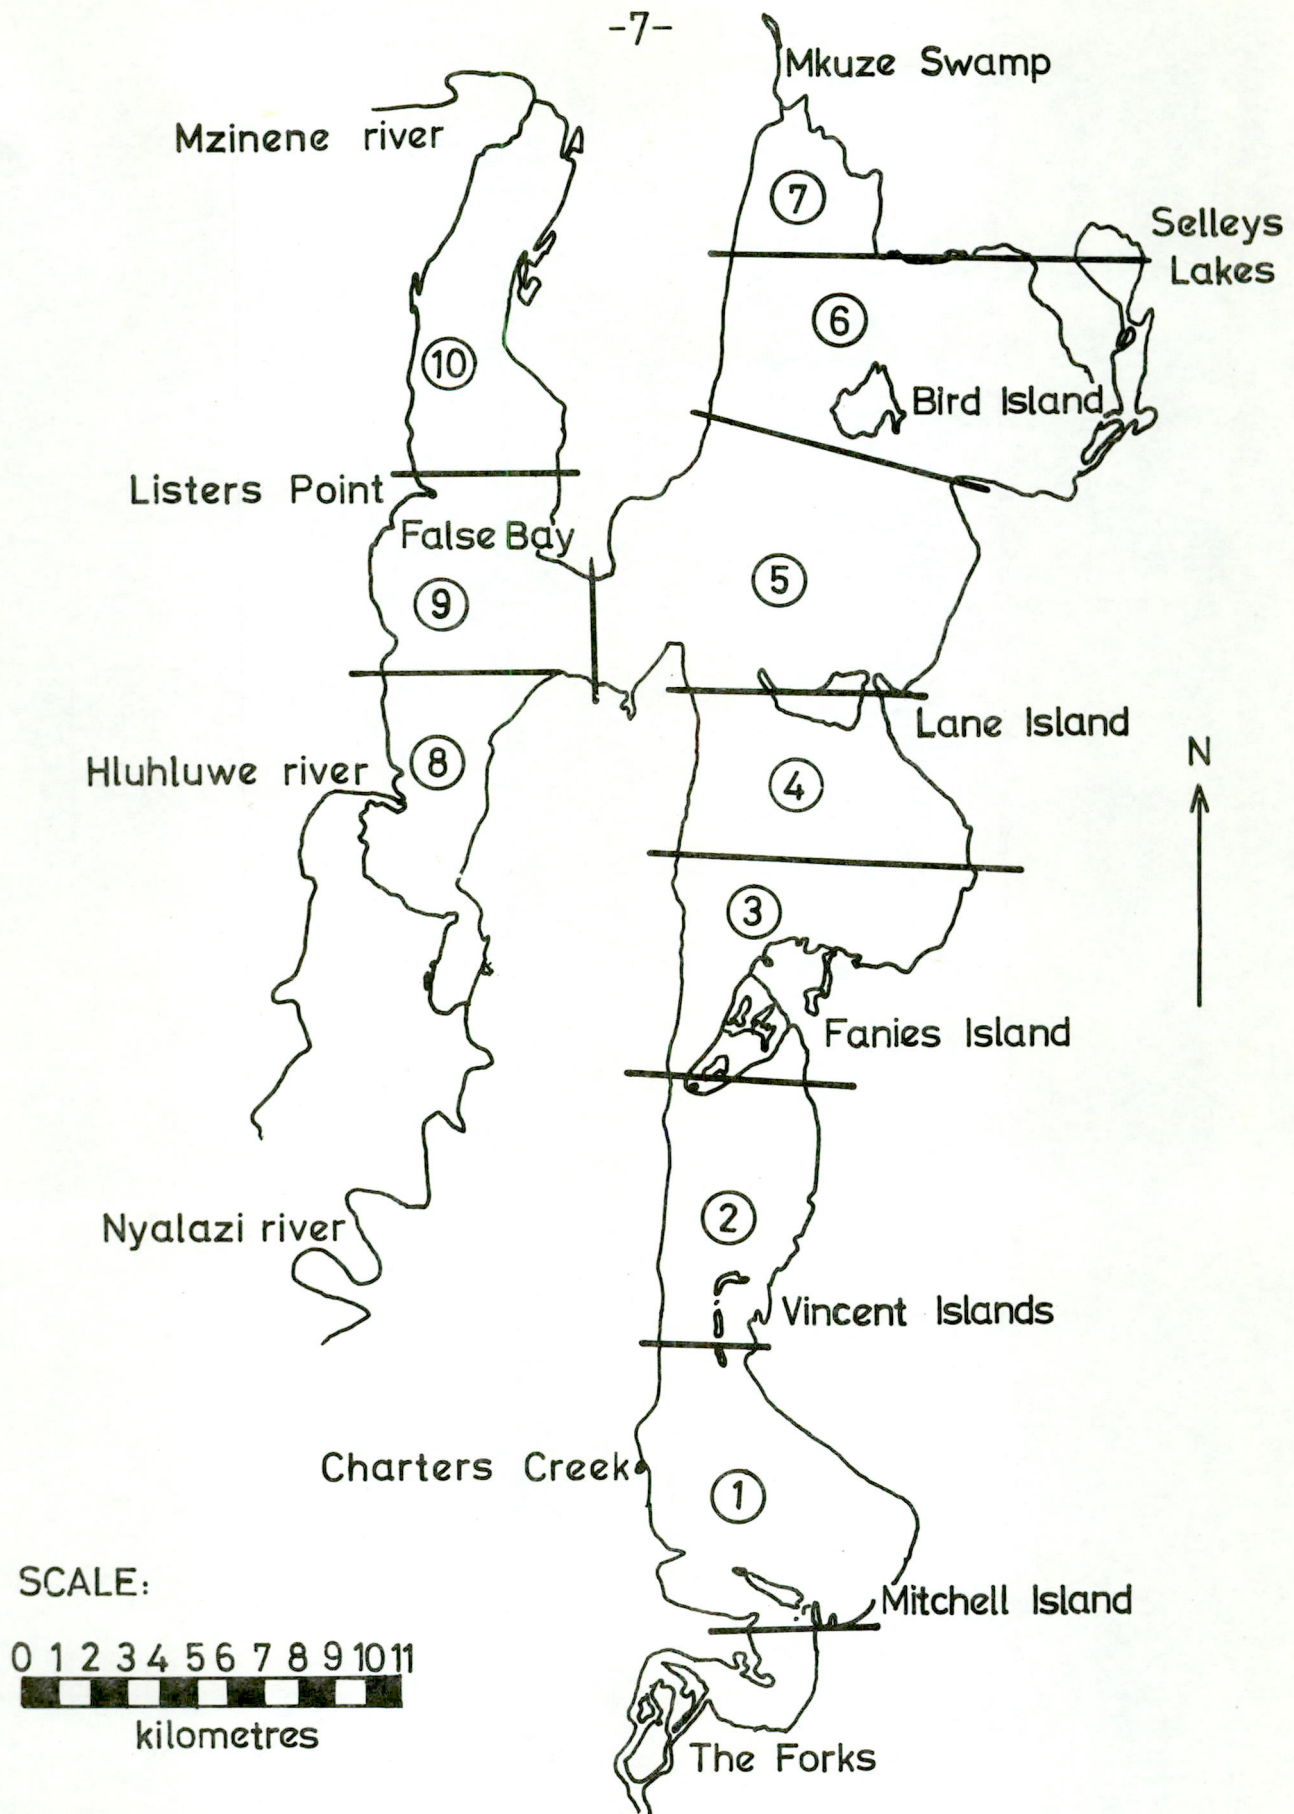 -7-
Mkuze Swamp
Mzinene river
7
Selleys
Lakes
6
10
Bird Island
Listers Point
False Bay
5
9
Lane Island
N
Hluhluwe river
8
4
3
Fanies Island
Nyalazi river
2
Vincent Islands
Charters Creek
1
SCALE:
Mitchell Island
0 1 2 3 4 5 6 7 8 9 10 11
kilometres
The Forks